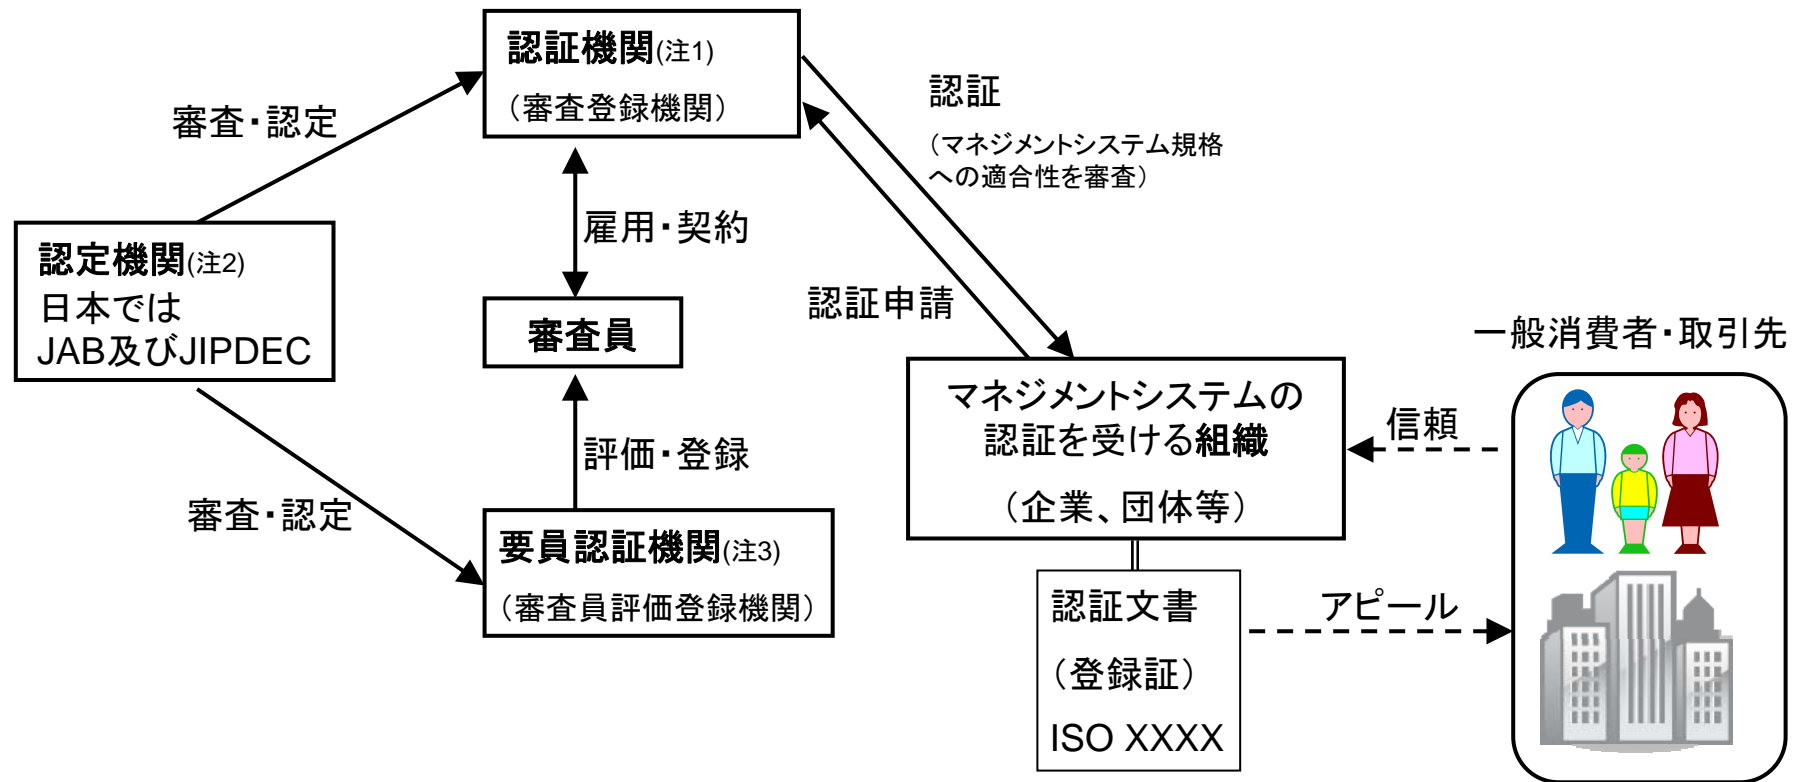 認証機関(注1)
（審査登録機関）
審査・認定
認証
（マネジメントシステム規格
への適合性を審査）
雇用・契約
認定機関(注2)
日本では
JAB及びJIPDEC
認証申請
審査員
一般消費者・取引先
マネジメントシステムの
認証を受ける組織
（企業、団体等）
信頼
評価・登録
審査・認定
要員認証機関(注3)
（審査員評価登録機関）
認証文書
（登録証）
ISO XXXX
アピール